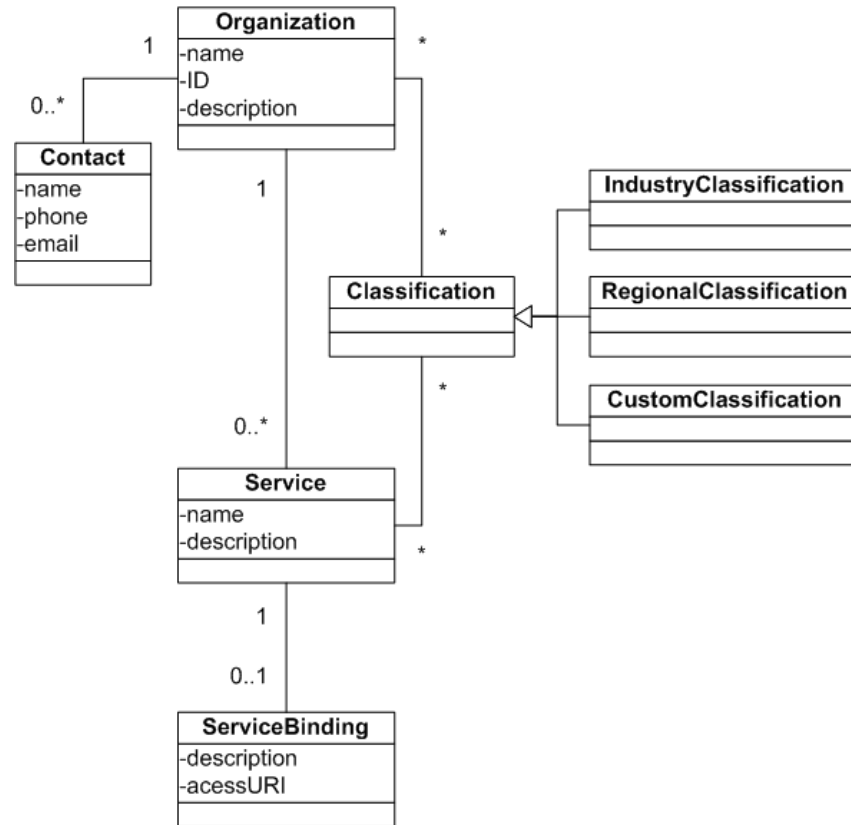 Organization
-name
-ID
-description
1
*
0..*
Contact
-name
-phone
-email
1
*
IndustryClassification
Classification
RegionalClassification
*
CustomClassification
0..*
Service
-name
-description
*
1
0..1
ServiceBinding
-description
-acessURI